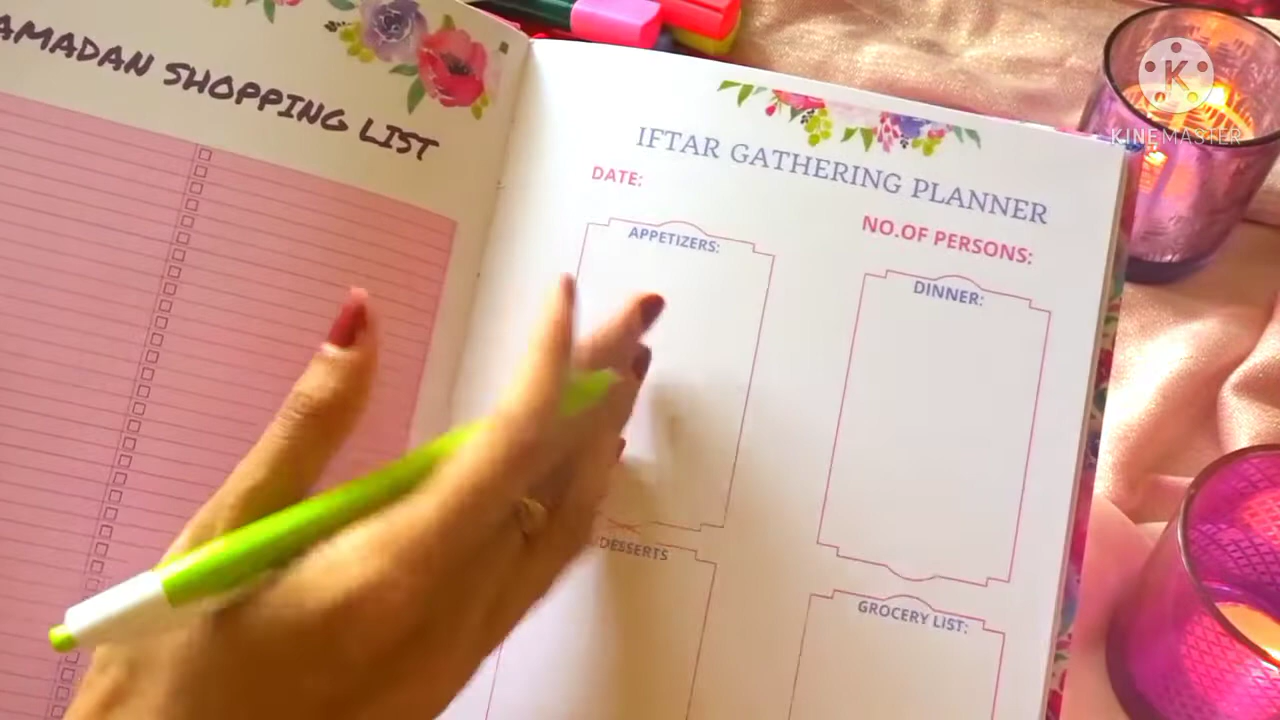 AMADAN SHOPPING LIST
IFTAR GATHERING PLANNER
DATE:
NO.OF PERSONS:
APPETIZERS:
DINNER:
DESSERTS
GROCERY LIST:
K
KINEMASTER